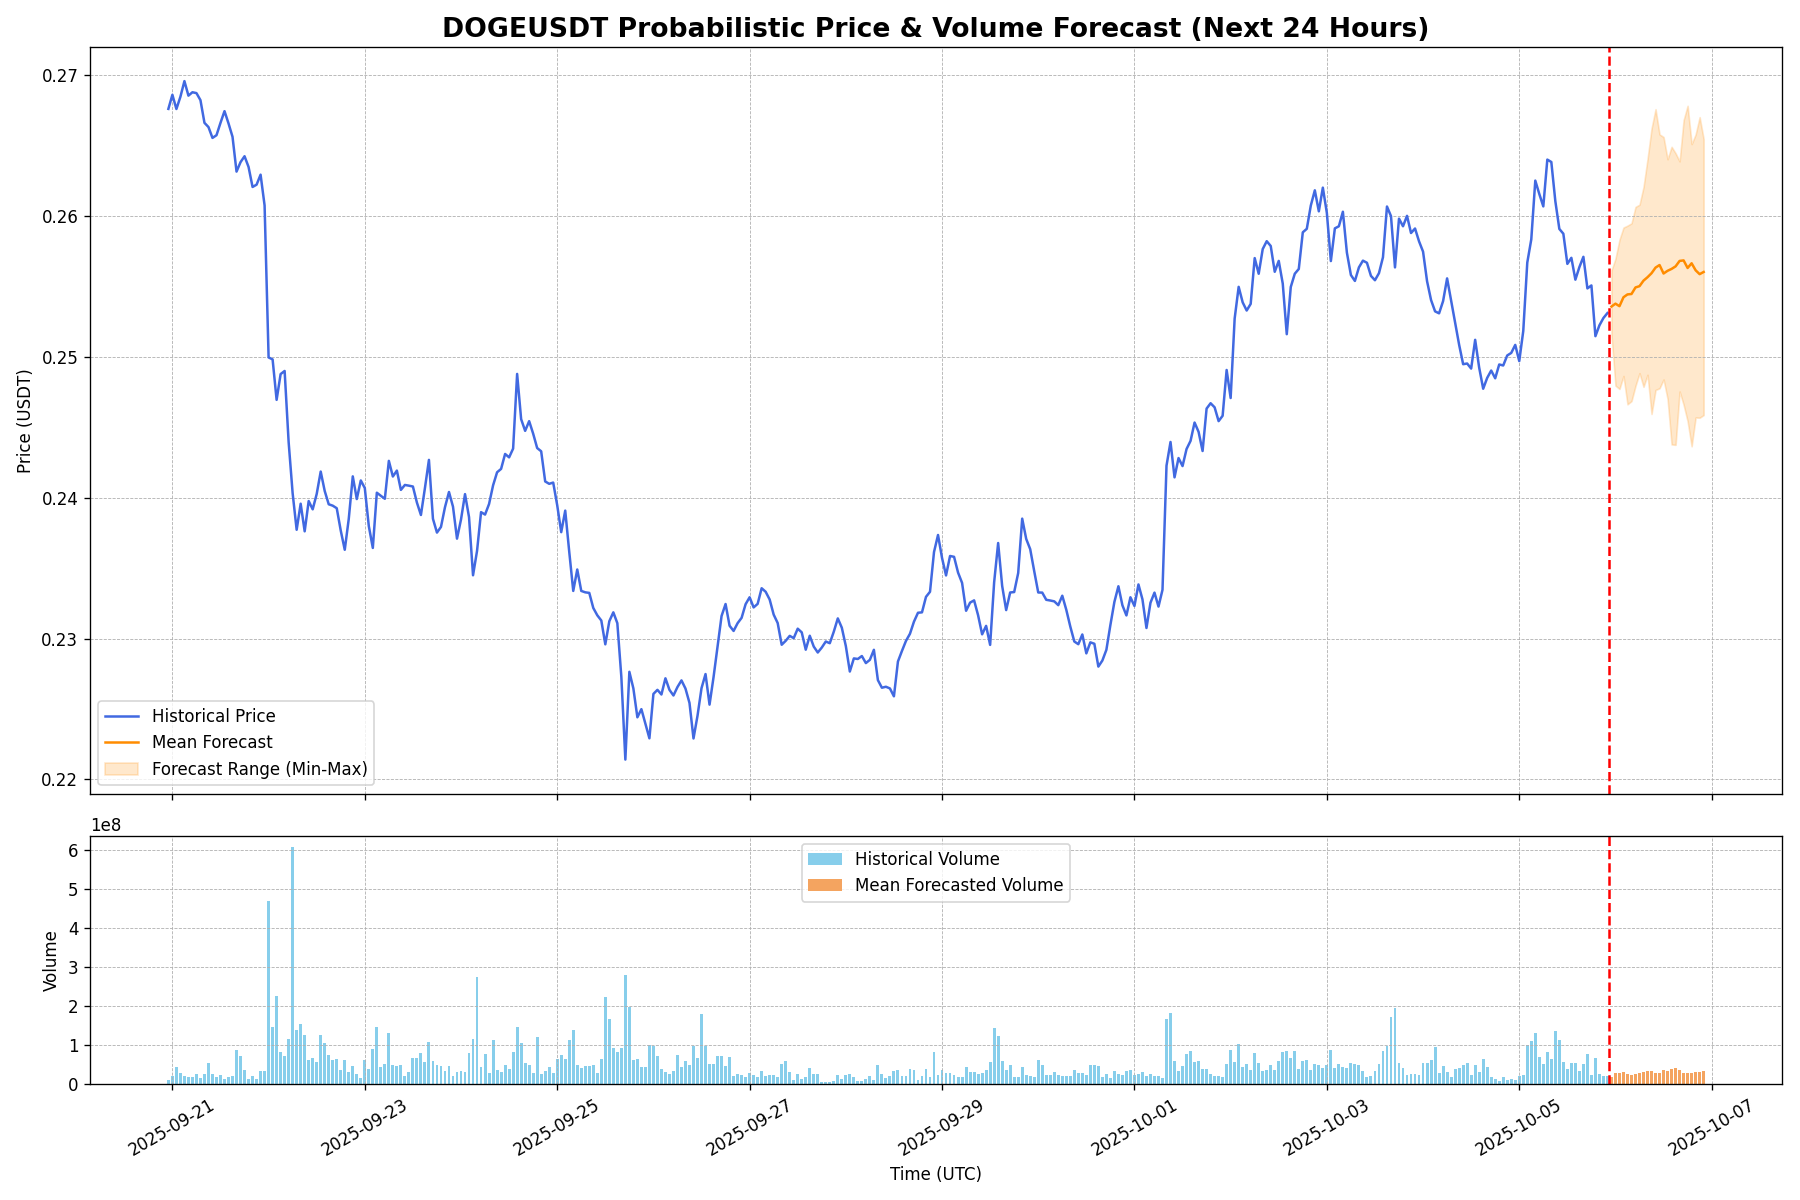 DOGEUSDT Probabilistic Price & Volume Forecast (Next 24 Hours)
Price (USDT)
0.27
0.26
0.25
0.24
0.23
0.22
Historical Price
Mean Forecast
Forecast Range (Min-Max)
1e8
Volume
6
5
4
3
2
1
0
Historical Volume
Mean Forecasted Volume
2025-09-21
2025-09-23
2025-09-25
2025-09-27
2025-09-29
2025-10-01
2025-10-03
2025-10-05
2025-10-07
Time (UTC)